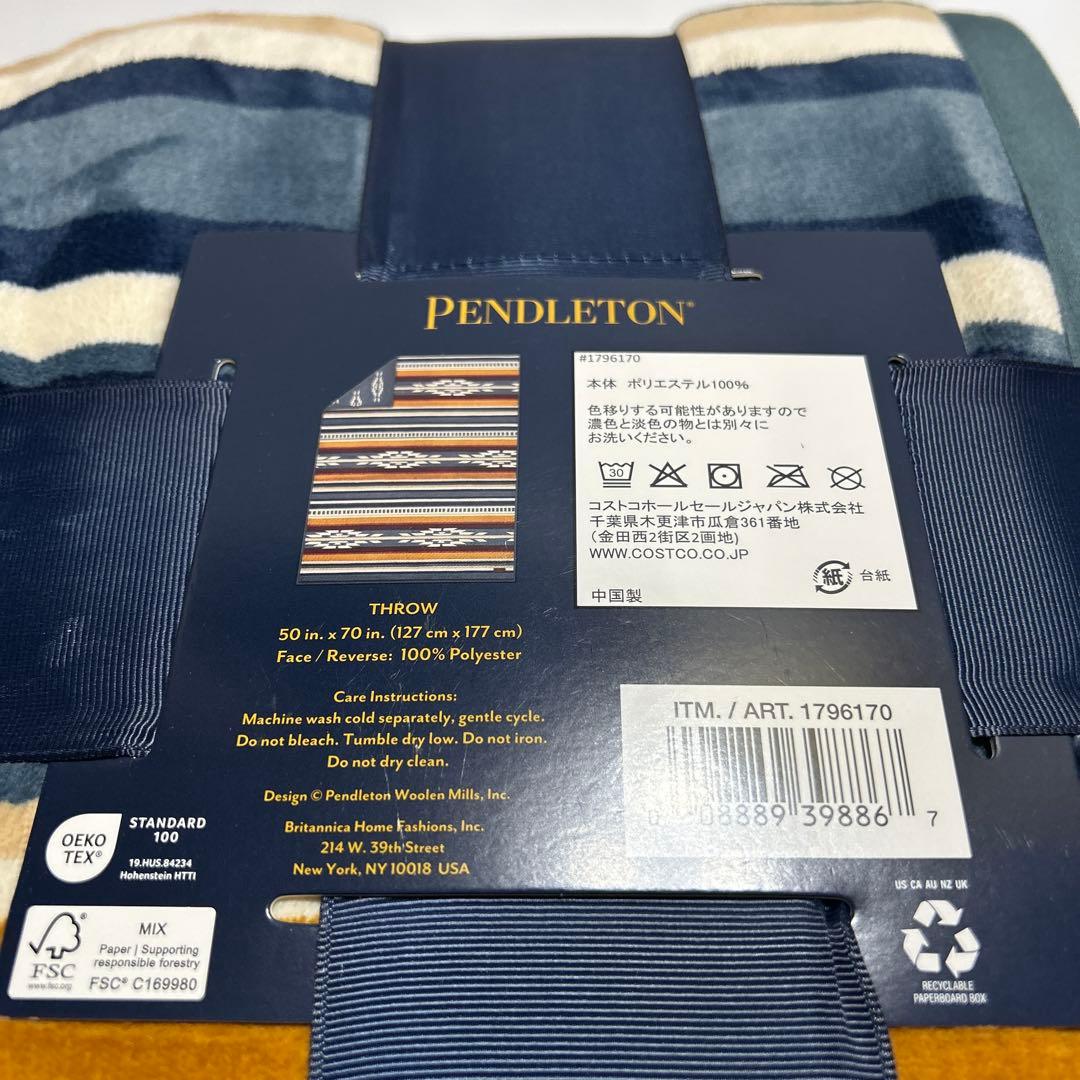 PENDLETON®
THROW
50 in. x 70 in. (127 cm x 177 cm)
Face / Reverse: 100% Polyester
Care Instructions:
Machine wash cold separately, gentle cycle.
Do not bleach. Tumble dry low. Do not iron.
Do not dry clean.
Design © Pendleton Woolen Mills, Inc.
Britannica Home Fashions, Inc.
214 W. 39th Street
New York, NY 10018 USA
#1796170
本体 ポリエステル100%
色移りする可能性がありますので
濃色と淡色の物とは別々に
お洗いください。
30
コストコホールセールジャパン株式会社
千葉県木更津市瓜倉361番地
(金田西2街区2画地)
WWW.COSTCO.CO.JP
紙 台紙
中国製
ITM. / ART. 1796170
0 08889 39886 7
OEKO
TEX®
STANDARD
100
19.HUS.84234
Hohenstein HTTI
FSC®
www.fsc.org
MIX
Paper | Supporting
responsible forestry
FSC® C169980
US CA AU NZ UK
RECYCLABLE
PAPERBOARD BOX